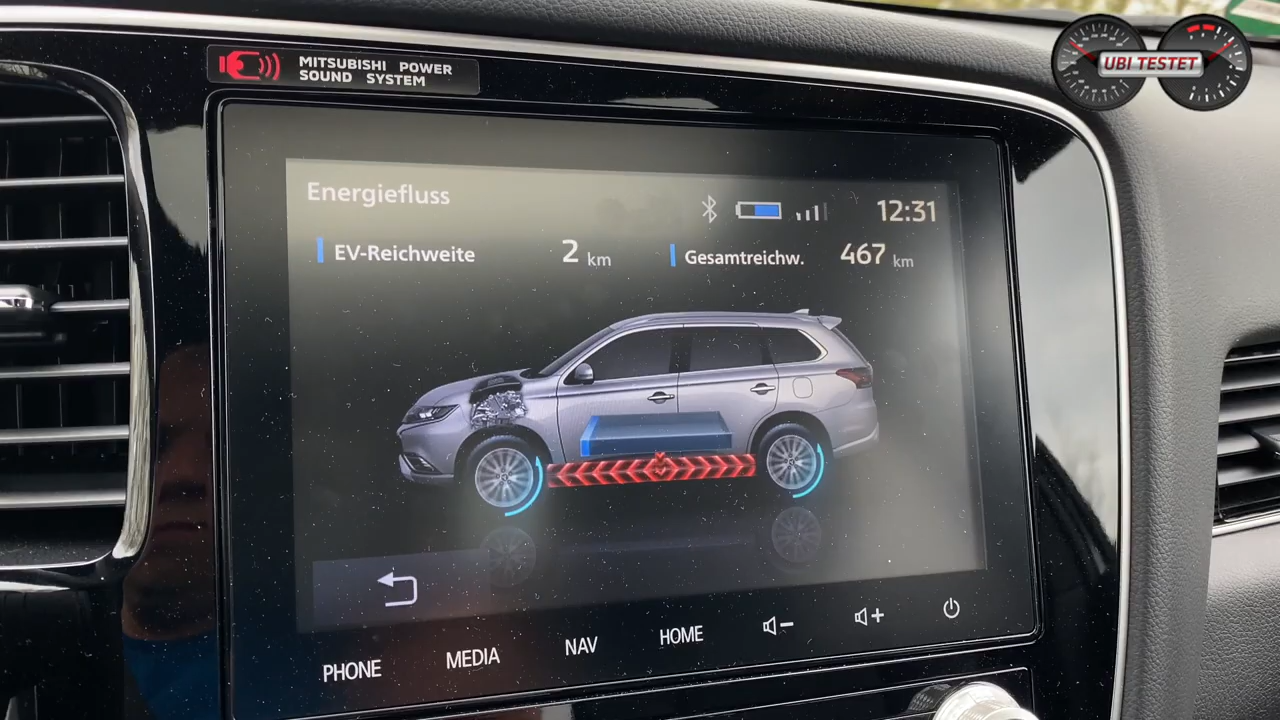 MITSUBISHI POWER
SOUND SYSTEM
UBI TESTET
Energiefluss
12:31
EV-Reichweite 2 km
Gesamtreichw. 467 km
PHONE
MEDIA
NAV
HOME